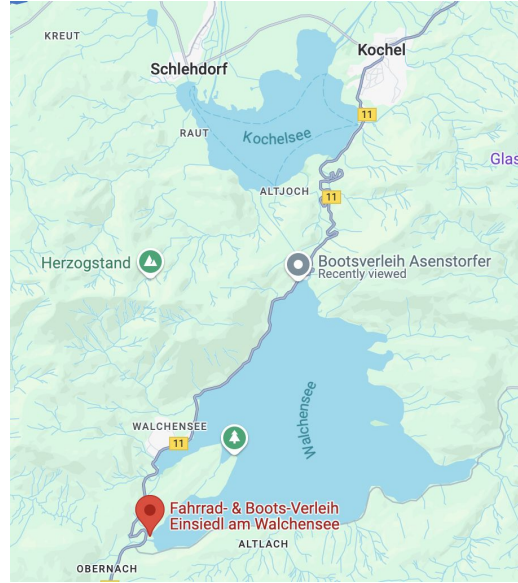 KREUT
Kochel
Schlehdorf
11
RAUT
Kochelsee
Glas
ALTJOCH
11
Herzogstand
Bootsverleih Asenstorfer
Recently viewed
Walchensee
WALCHENSEE
11
Fahrrad- & Boots-Verleih
Einsiedl am Walchensee
ALTLACH
OBERNACH